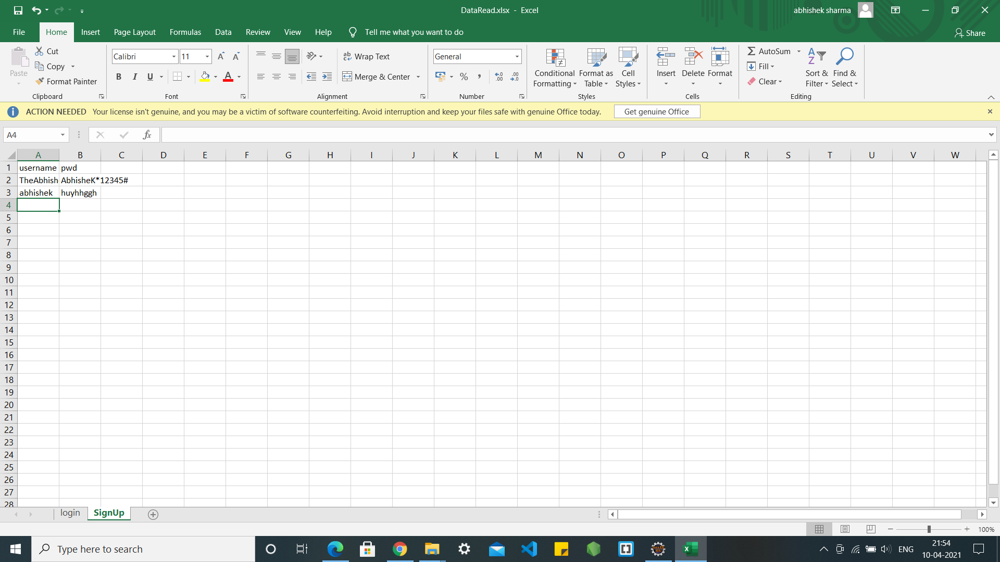 DataRead.xlsx - Excel
abhishek sharma
File Home Insert Page Layout Formulas Data Review View Help Tell me what you want to do Share
Paste
Cut
Copy
Format Painter
Clipboard
Calibri 11
B I U A
Font
Wrap Text
Merge & Center
Alignment
General
% ,
Number
Conditional Formatting
Format as Table
Cell Styles
Styles
Insert
Delete
Format
Cells
AutoSum
Fill
Clear
Sort & Filter
Find & Select
Editing
ACTION NEEDED Your license isn't genuine, and you may be a victim of software counterfeiting. Avoid interruption and keep your files safe with genuine Office today. Get genuine Office
A4 fx
A B C D E F G H I J K L M N O P Q R S T U V W
1 username pwd
2 TheAbhish AbhisheK*12345#
3 abhishek huyhhggh
4
5
6
7
8
9
10
11
12
13
14
15
16
17
18
19
20
21
22
23
24
25
26
27
28
login SignUp
100%
Type here to search
ENG
21:54
10-04-2021